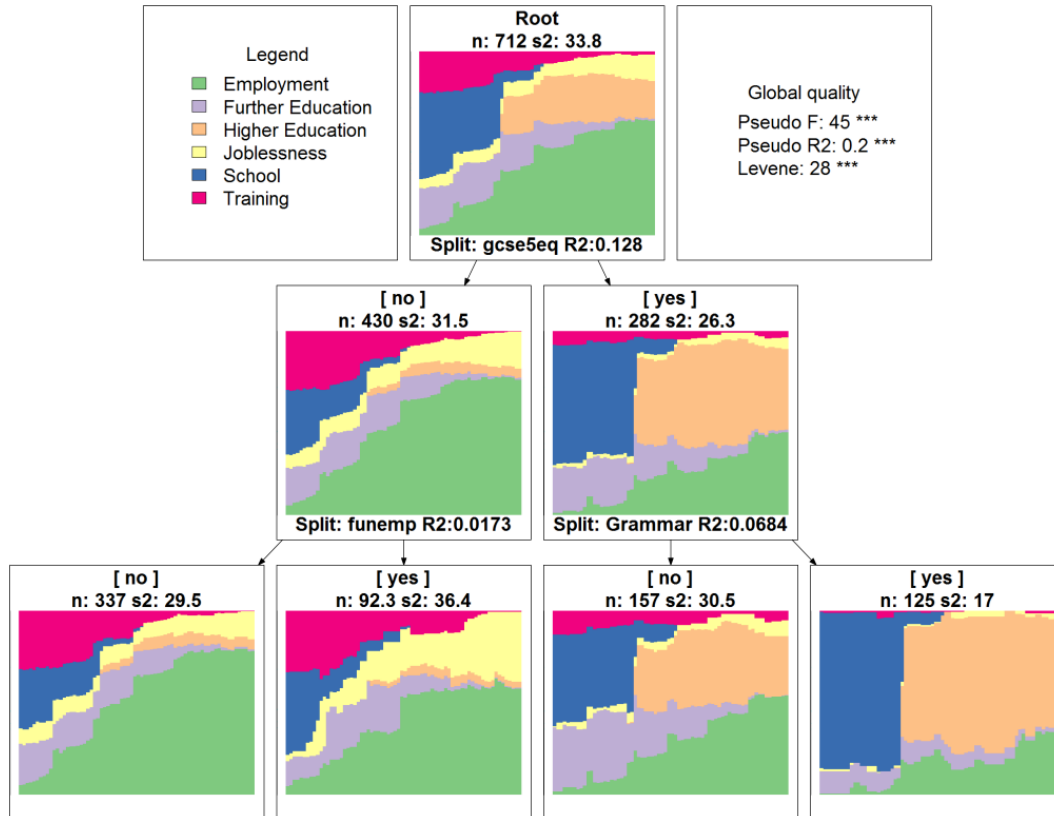 Legend
Employment
Further Education
Higher Education
Joblessness
School
Training
Root
n: 712 s2: 33.8
Split: gcse5eq R2:0.128
Global quality
Pseudo F: 45 ***
Pseudo R2: 0.2 ***
Levene: 28 ***
[ no ]
n: 430 s2: 31.5
Split: funemp R2:0.0173
[ yes ]
n: 282 s2: 26.3
Split: Grammar R2:0.0684
[ no ]
n: 337 s2: 29.5
[ yes ]
n: 92.3 s2: 36.4
[ no ]
n: 157 s2: 30.5
[ yes ]
n: 125 s2: 17